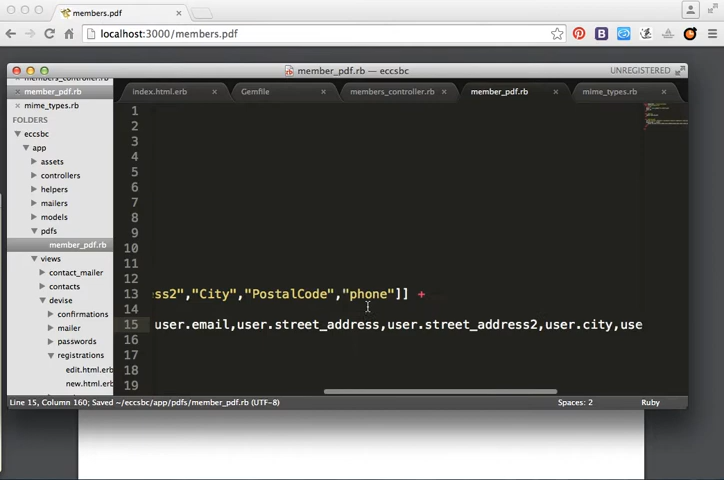 members.pdf
localhost:3000/members.pdf
member_pdf.rb — eccsbc
UNREGISTERED
members_controller.rb
member_pdf.rb
mime_types.rb
FOLDERS
eccsbc
app
assets
controllers
helpers
mailers
models
pdfs
member_pdf.rb
views
contact_mailer
contacts
devise
confirmations
mailer
passwords
registrations
edit.html.erb
new.html.erb
index.html.erb
Gemfile
members_controller.rb
member_pdf.rb
mime_types.rb
1
2
3
4
5
6
7
8
9
10
11
12
13 ss2","City","PostalCode","phone"]] +
14
15 user.email,user.street_address,user.street_address2,user.city,use
16
17
18
19
Line 15, Column 160; Saved ~/eccsbc/app/pdfs/member_pdf.rb (UTF-8)
Spaces: 2
Ruby